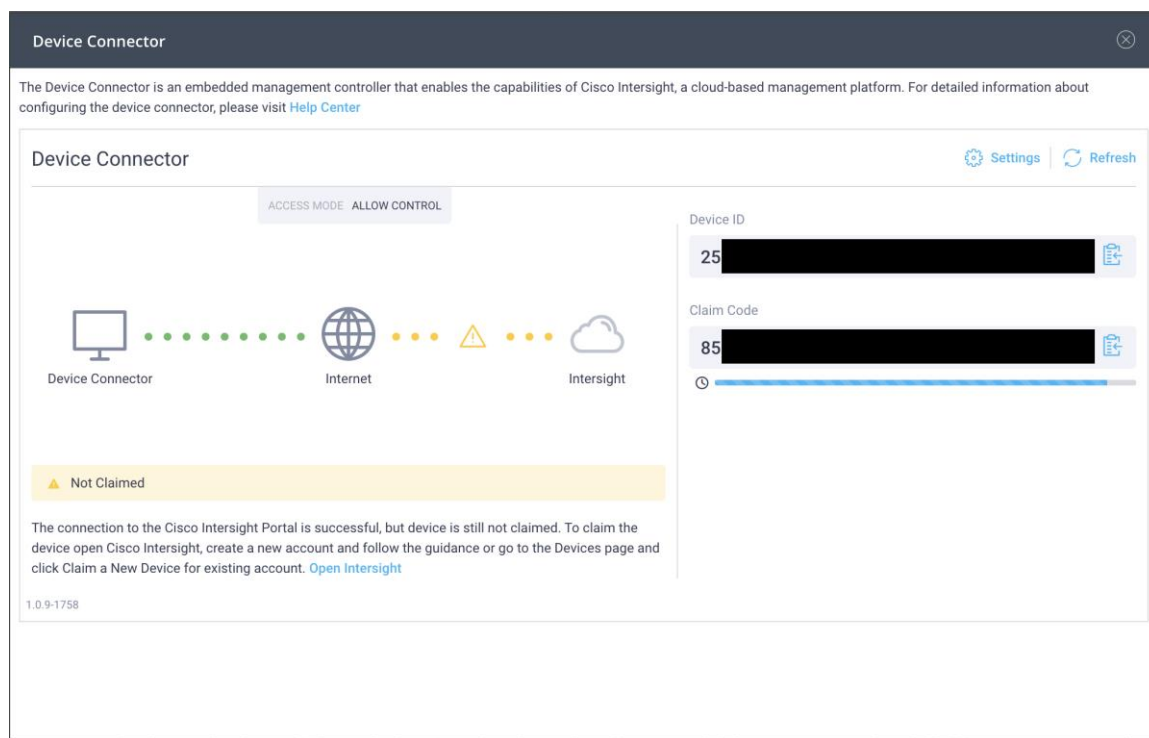 Device Connector
The Device Connector is an embedded management controller that enables the capabilities of Cisco Intersight, a cloud-based management platform. For detailed information about
configuring the device connector, please visit Help Center
Device Connector
Settings
Refresh
ACCESS MODE ALLOW CONTROL
Device Connector
Internet
Intersight
Not Claimed
The connection to the Cisco Intersight Portal is successful, but device is still not claimed. To claim the
device open Cisco Intersight, create a new account and follow the guidance or go to the Devices page and
click Claim a New Device for existing account. Open Intersight
1.0.9-1758
Device ID
25
Claim Code
85